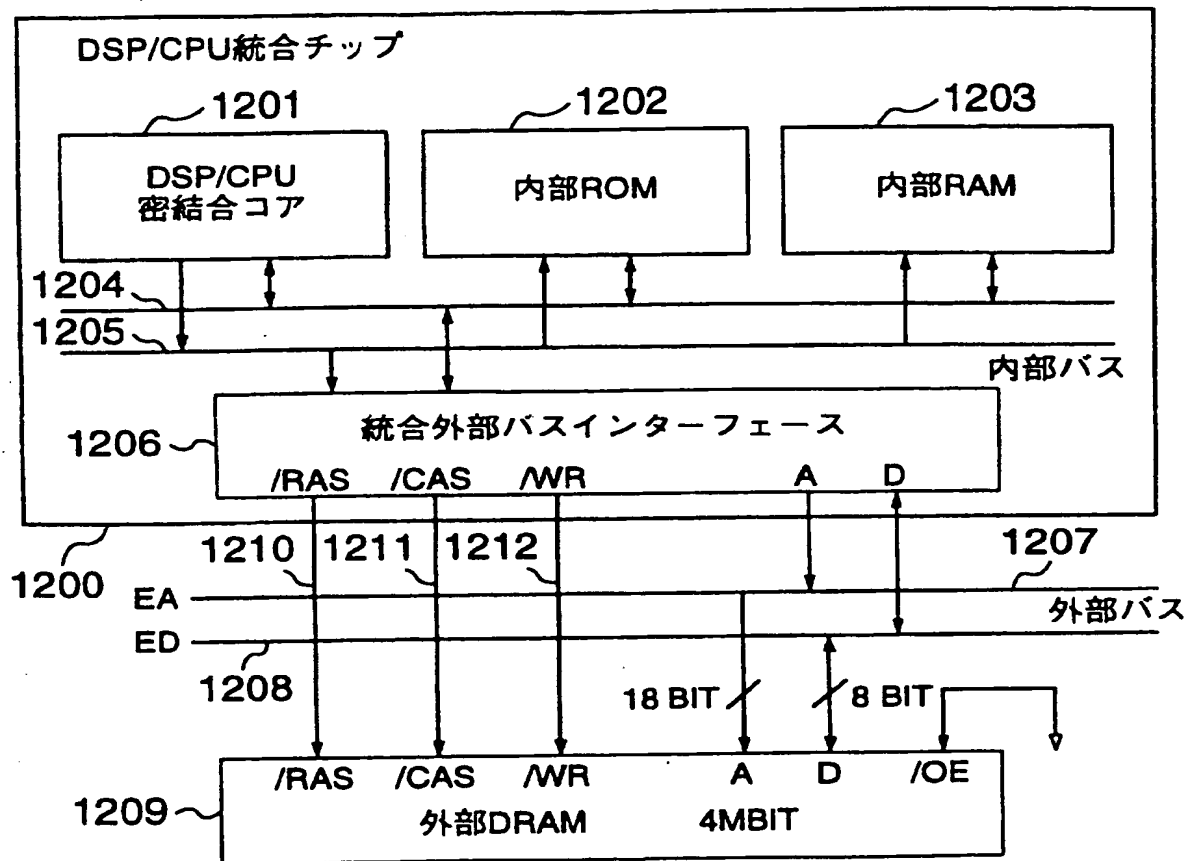 DSP/CPU統合チップ
1201
1202
1203
DSP/CPU
密結合コア
内部ROM
内部RAM
1204
1205
内部バス
1206
統合外部バスインターフェース
/RAS /CAS /WR A D
1210 1211 1212
1207
1200
EA
外部バス
ED
1208
18 BIT 8 BIT
/RAS /CAS /WR A D /OE
1209
外部DRAM 4MBIT